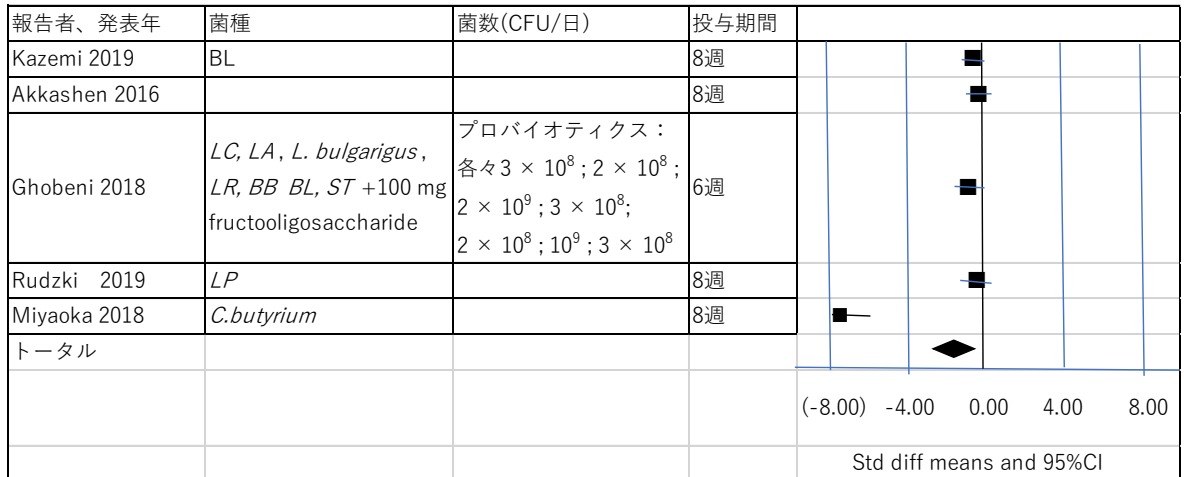 報告者、発表年 菌種 菌数(CFU/日) 投与期間
Kazemi 2019 BL 8週
Akkashen 2016 8週
Ghobeni 2018
LC, LA , L. bulgarigus ,
LR, BB BL, ST +100 mg
fructooligosaccharide
プロバイオティクス：
各々3 × 10⁸ ; 2 × 10⁸ ;
2 × 10⁹ ; 3 × 10⁸;
2 × 10⁸ ; 10⁹ ; 3 × 10⁸
6週
Rudzki 2019 LP 8週
Miyaoka 2018 C.butyrium 8週
トータル
(-8.00) -4.00 0.00 4.00 8.00
Std diff means and 95%CI